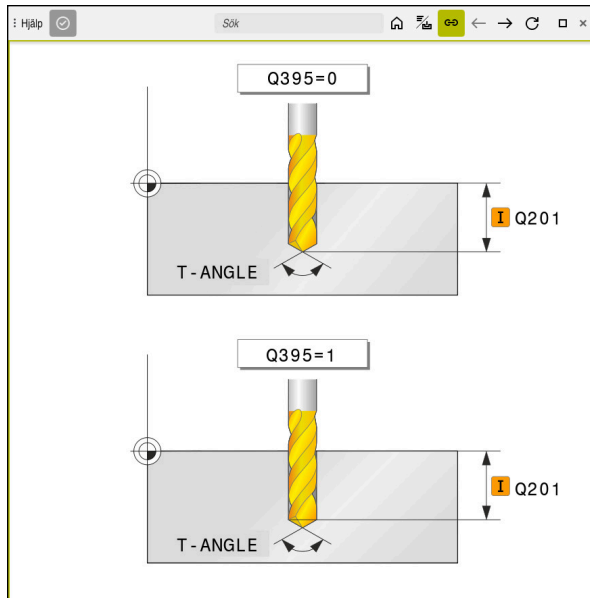 Hjälp
Sök
Q395=0
I Q201
T-ANGLE
Q395=1
I Q201
T-ANGLE